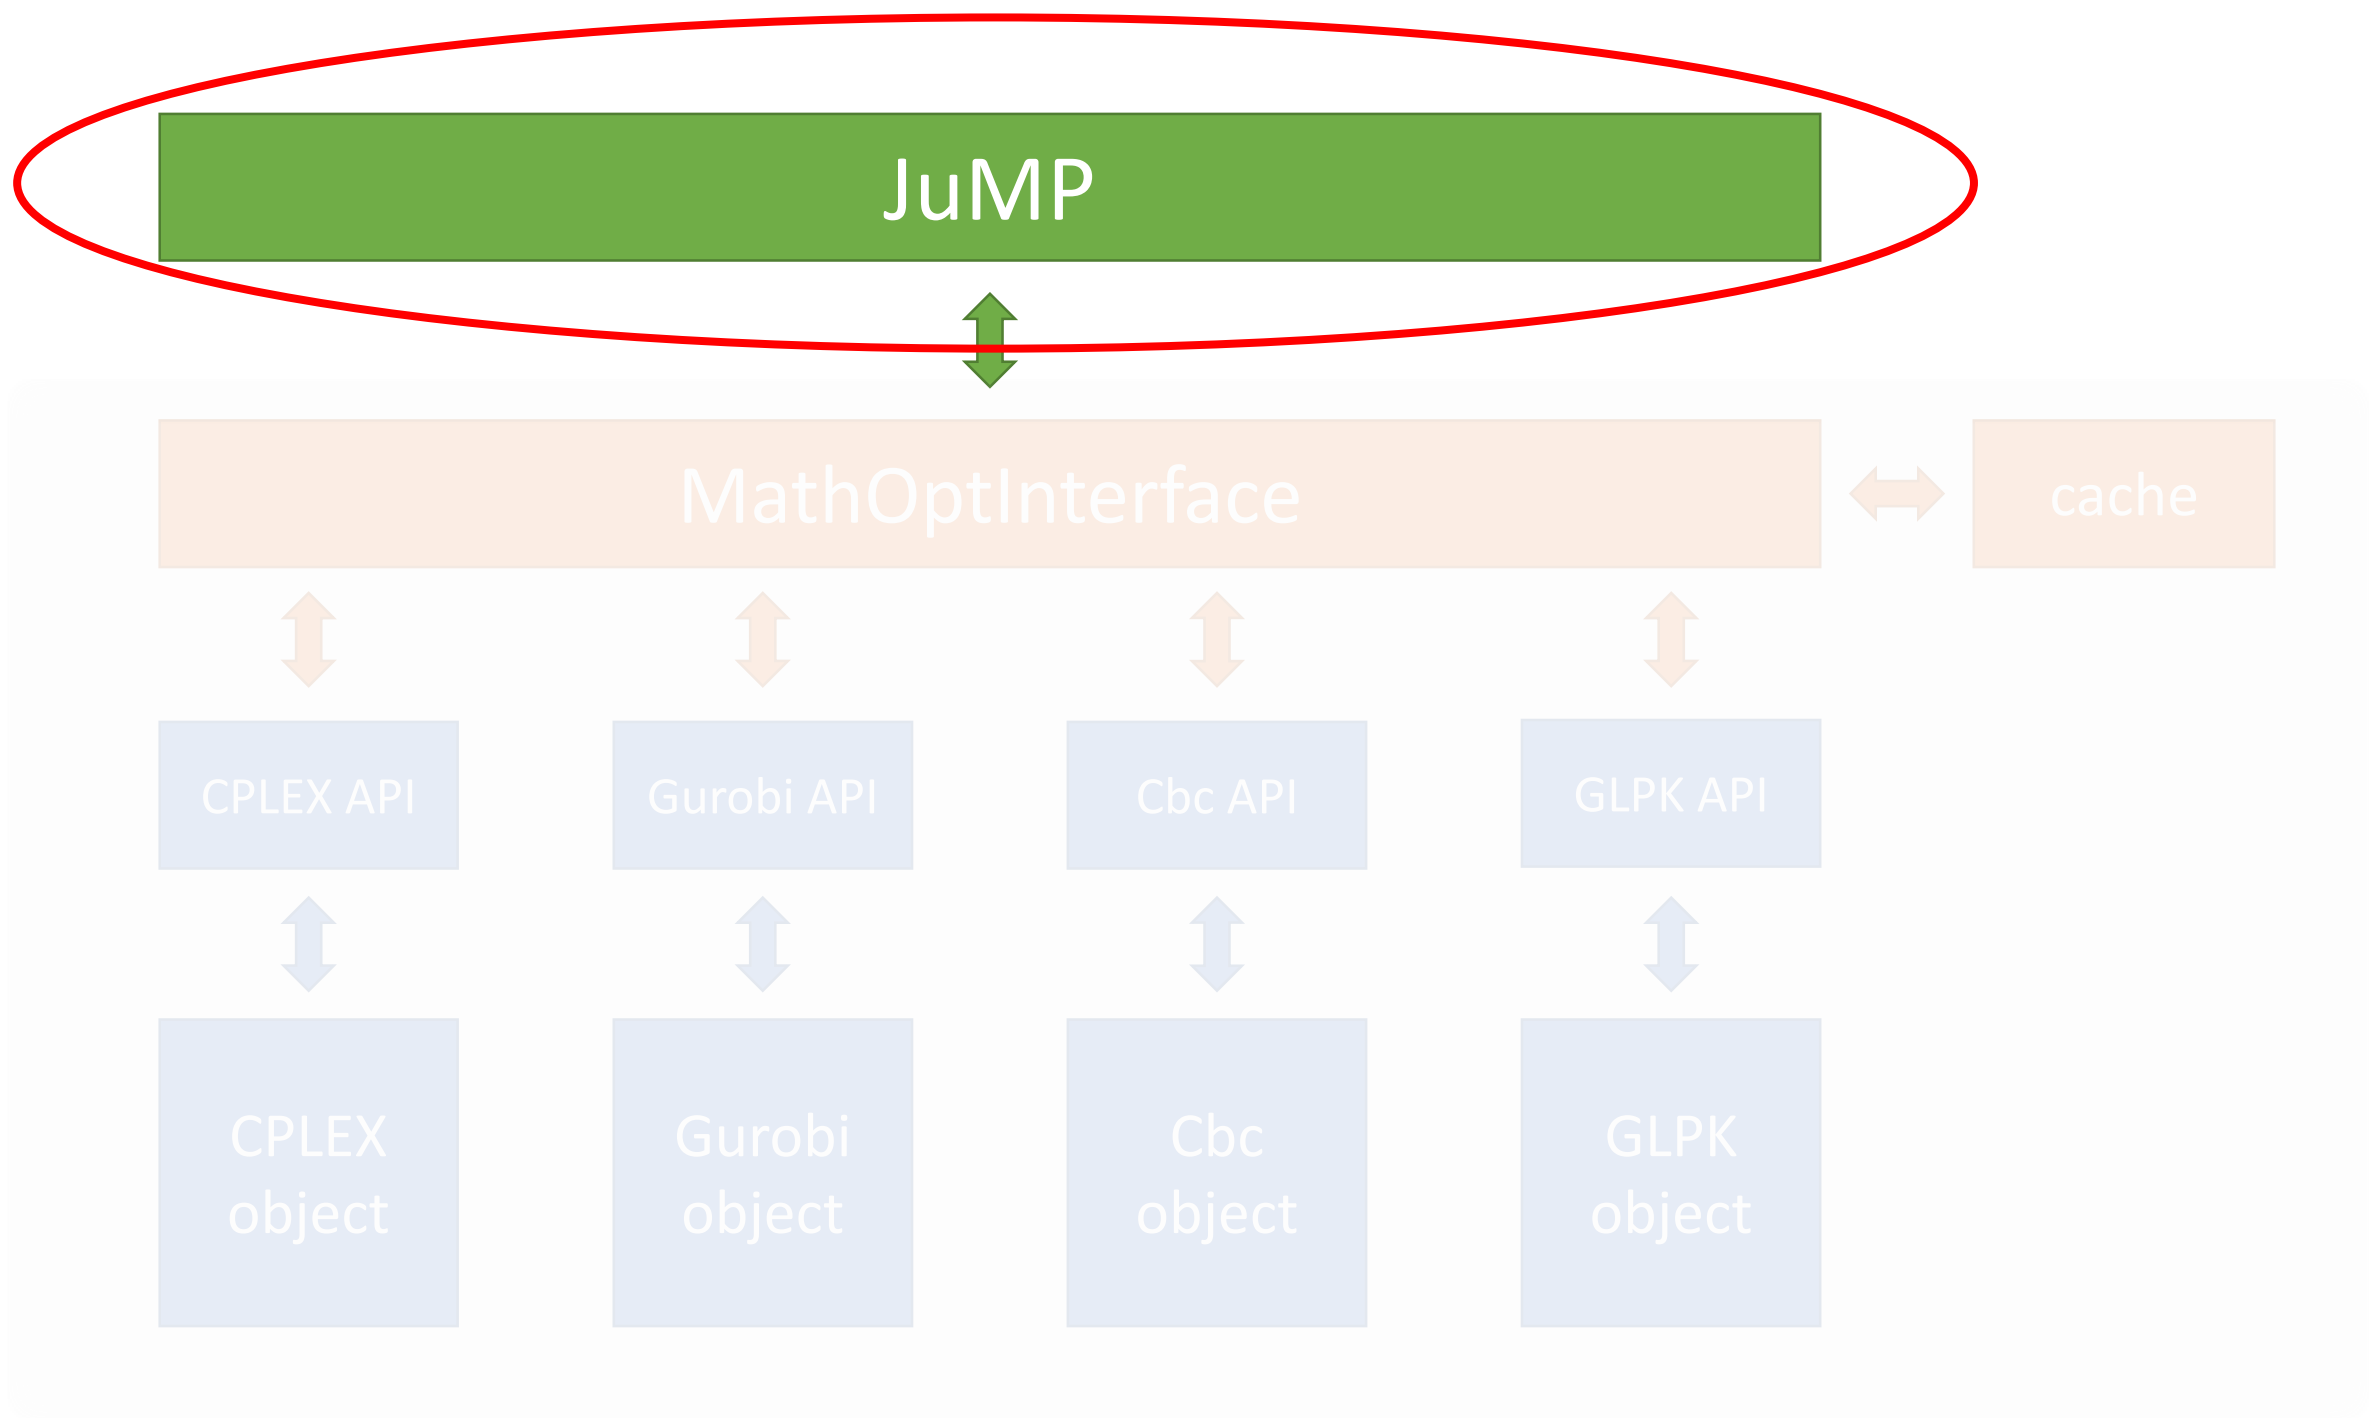 JuMP
MathOptInterface
cache
CPLEX API
Gurobi API
Cbc API
GLPK API
CPLEX
object
Gurobi
object
Cbc
object
GLPK
object